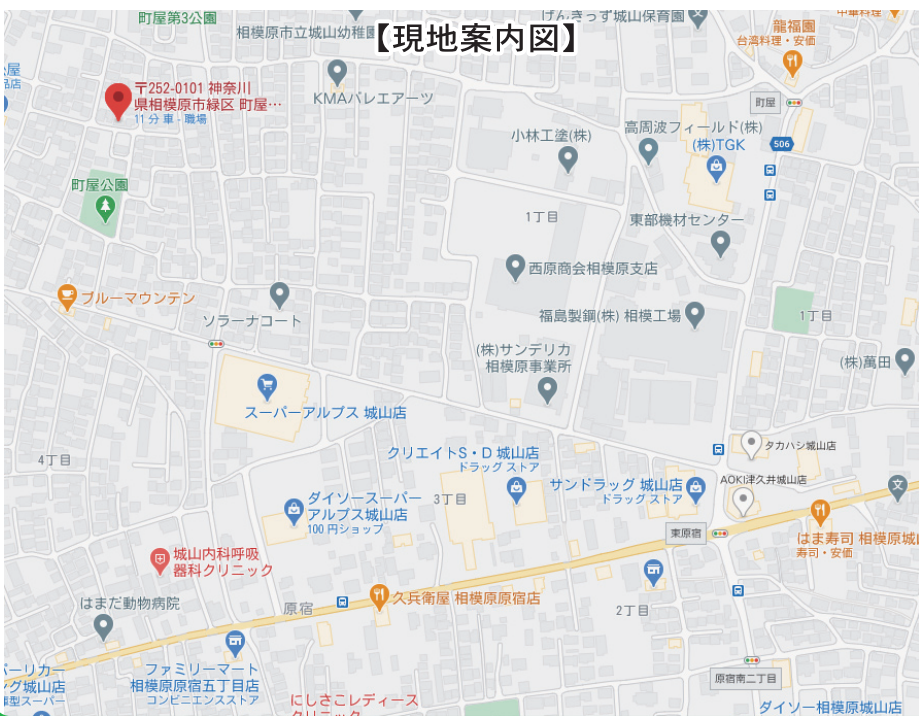 町屋第3公園
相模原市立城山幼稚園
【現地案内図】
げんきっず城山保育園
中華料理
龍福園
台湾料理・安価
〒252-0101 神奈川
県相模原市緑区 町屋…
11 分 車 - 職場
KMAバレエアーツ
町屋
小林工塗(株)
高周波フィールド(株)
(株)TGK
506
町屋公園
1丁目
東部機材センター
西原商会相模原支店
ブルーマウンテン
ソラーナコート
福島製鋼(株) 相模工場
1丁目
(株)サンデリカ
相模原事業所
(株)萬田
スーパーアルプス 城山店
タカハシ城山店
4丁目
クリエイトS・D 城山店
ドラッグ ストア
サンドラッグ 城山店
ドラッグ ストア
AOKI津久井城山店
ダイソースーパー
アルプス城山店
100 円ショップ
3丁目
東原宿
はま寿司 相模原城山
寿司・安価
城山内科呼吸
器科クリニック
はまだ動物病院
原宿
久兵衛屋 相模原原宿店
2丁目
ファミリーマート
相模原原宿五丁目店
コンビニエンスストア
原宿南二丁目
にしさこレディース
クリニック
ダイソー相模原城山店